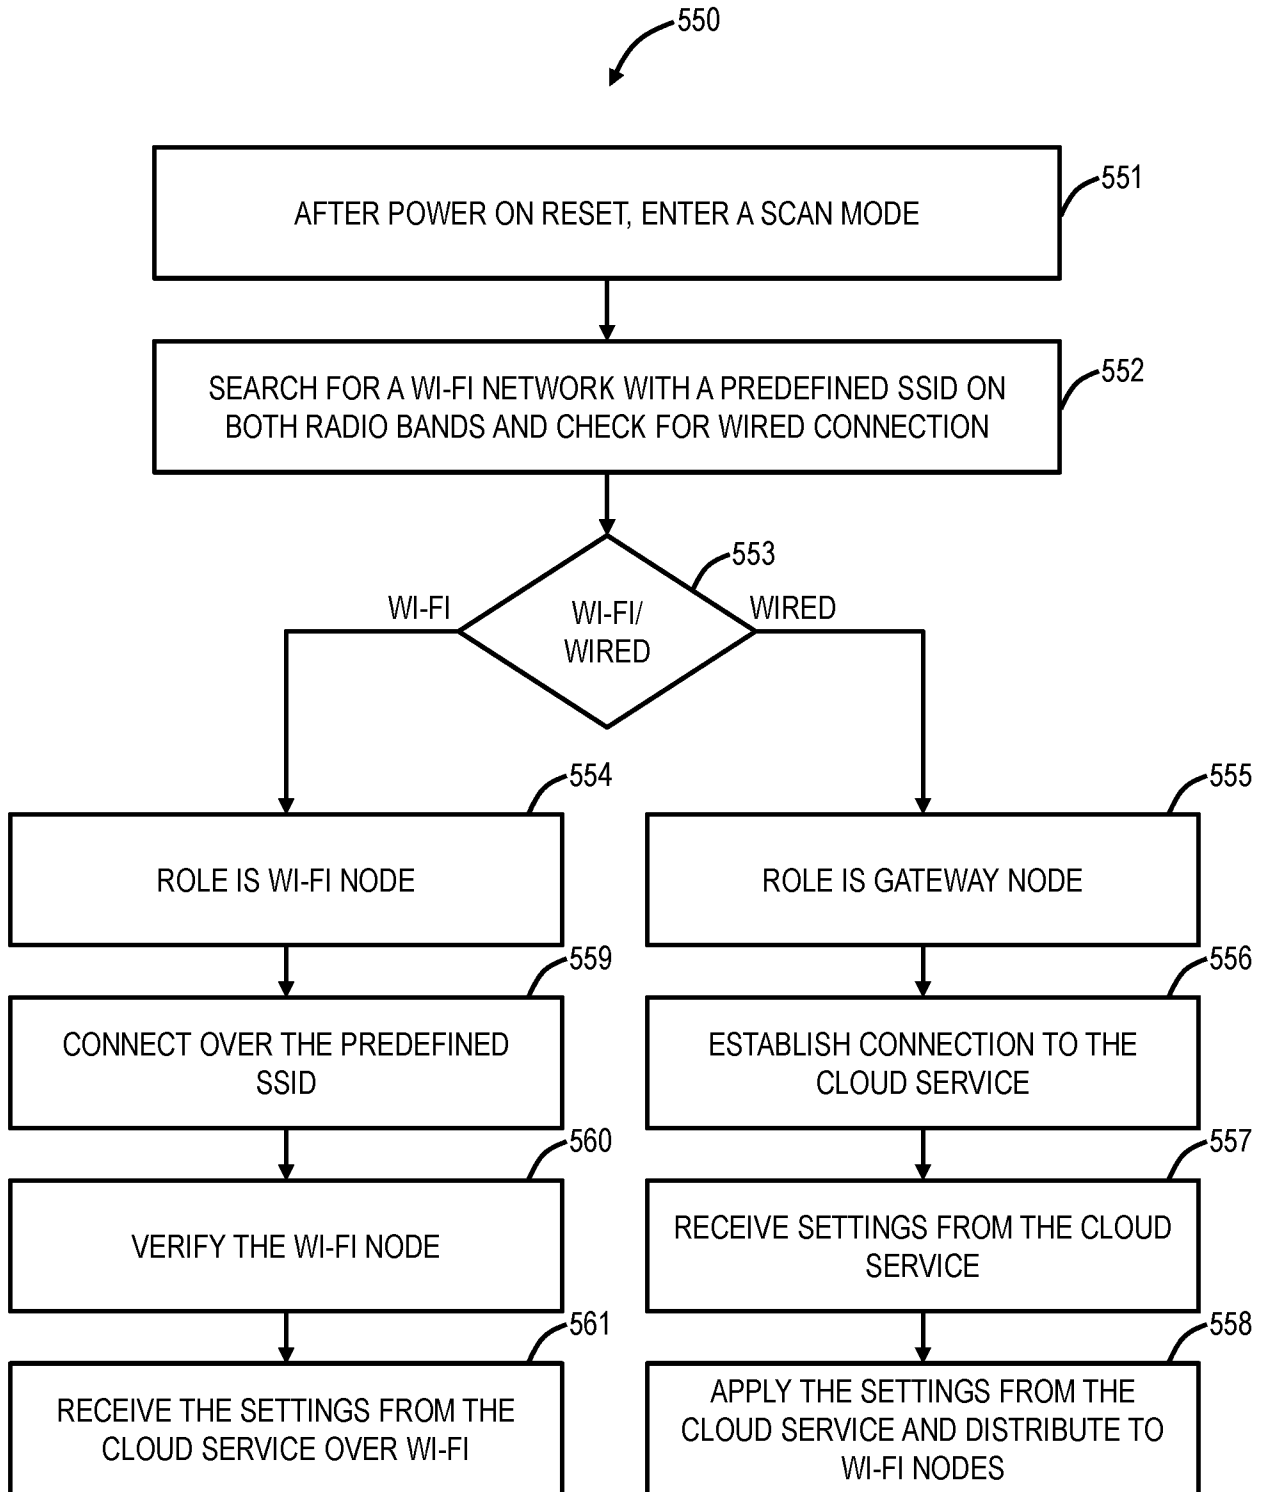 550
551
AFTER POWER ON RESET, ENTER A SCAN MODE
552
SEARCH FOR A WI-FI NETWORK WITH A PREDEFINED SSID ON
BOTH RADIO BANDS AND CHECK FOR WIRED CONNECTION
553
WI-FI
WIRED
WI-FI/
WIRED
554
ROLE IS WI-FI NODE
555
ROLE IS GATEWAY NODE
559
CONNECT OVER THE PREDEFINED
SSID
556
ESTABLISH CONNECTION TO THE
CLOUD SERVICE
560
VERIFY THE WI-FI NODE
557
RECEIVE SETTINGS FROM THE CLOUD
SERVICE
561
RECEIVE THE SETTINGS FROM THE
CLOUD SERVICE OVER WI-FI
558
APPLY THE SETTINGS FROM THE
CLOUD SERVICE AND DISTRIBUTE TO
WI-FI NODES